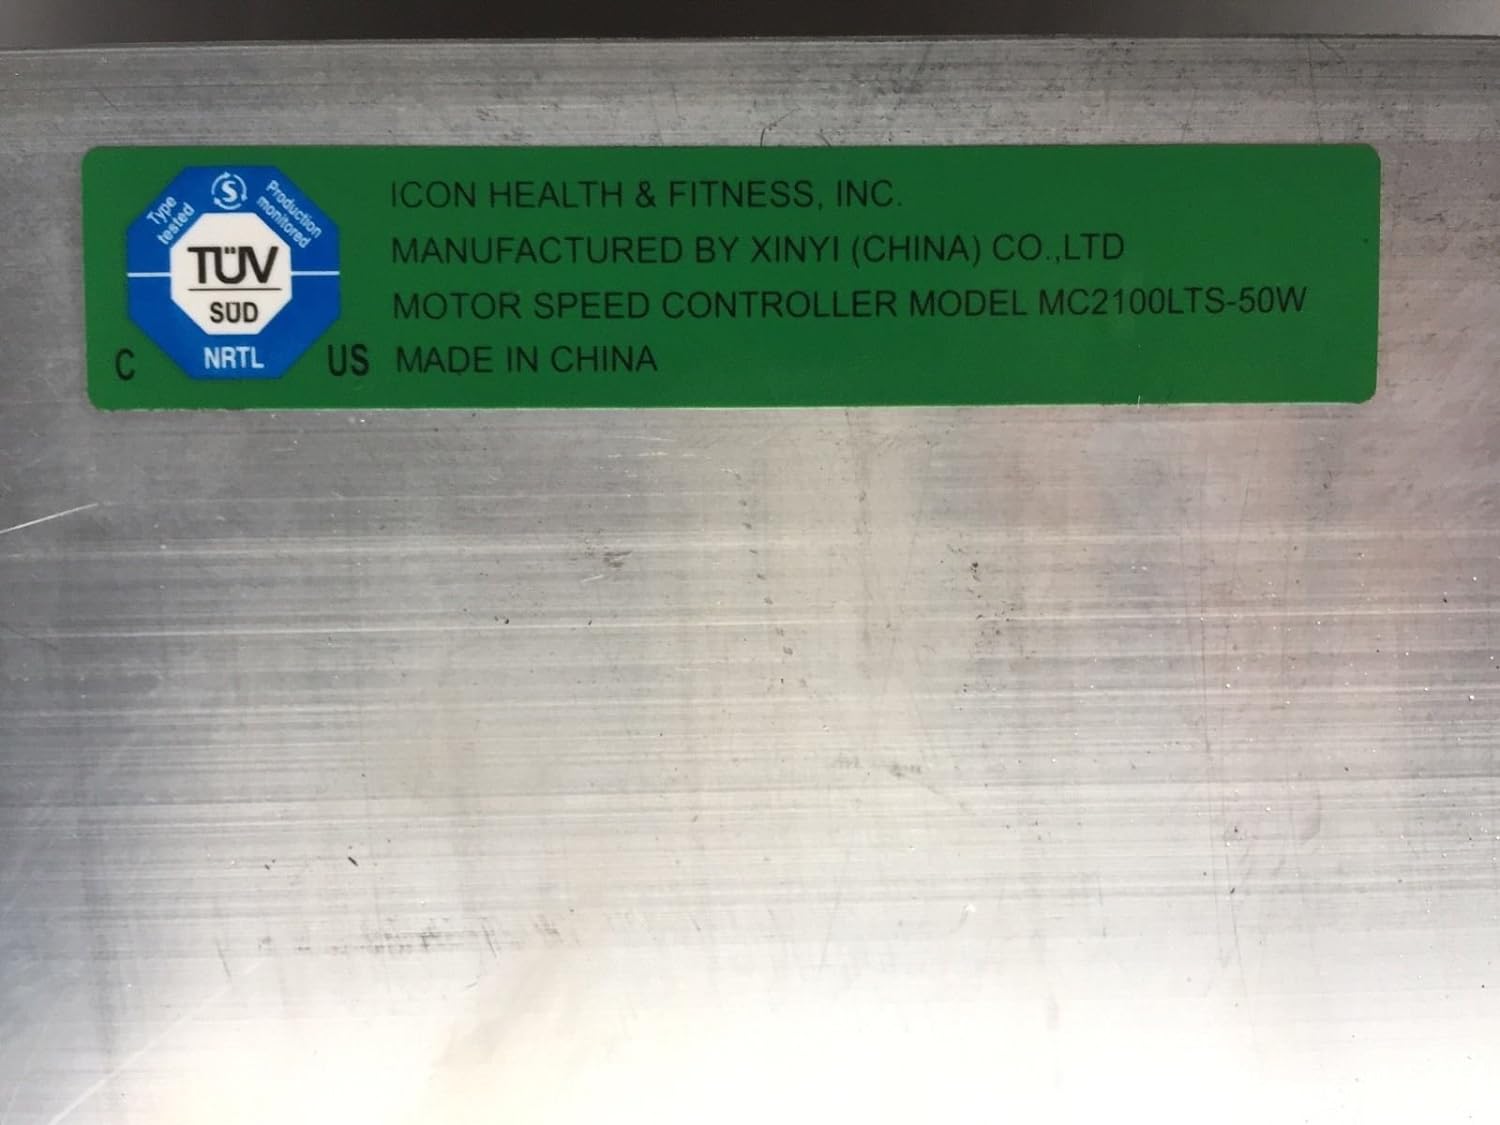 Type tested
S
Production monitored
TÜV
SÜD
C NRTL US
ICON HEALTH & FITNESS, INC.
MANUFACTURED BY XINYI (CHINA) CO.,LTD
MOTOR SPEED CONTROLLER MODEL MC2100LTS-50W
MADE IN CHINA